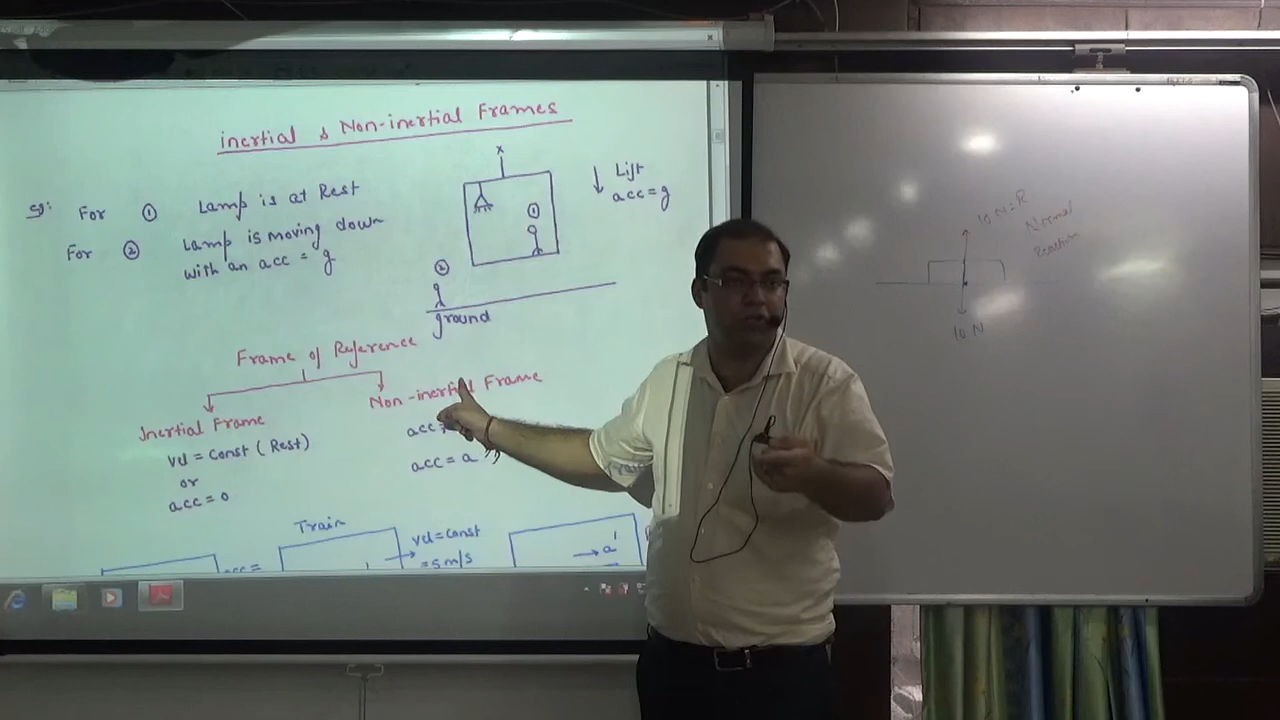 inertial & Non-inertial Frames
eg:
For ① Lamp is at Rest
For ② Lamp is moving down
with an acc = g
x
①
②
ground
↓ Lift
acc = g
Frame of Reference
Inertial Frame
Vel = Const (Rest)
or
acc = 0
Non-inertial Frame
acc
acc = a
Train
acc =
Vel = Const
= 5 m/s
→ a
10 N = R
Normal
Reaction
10 N